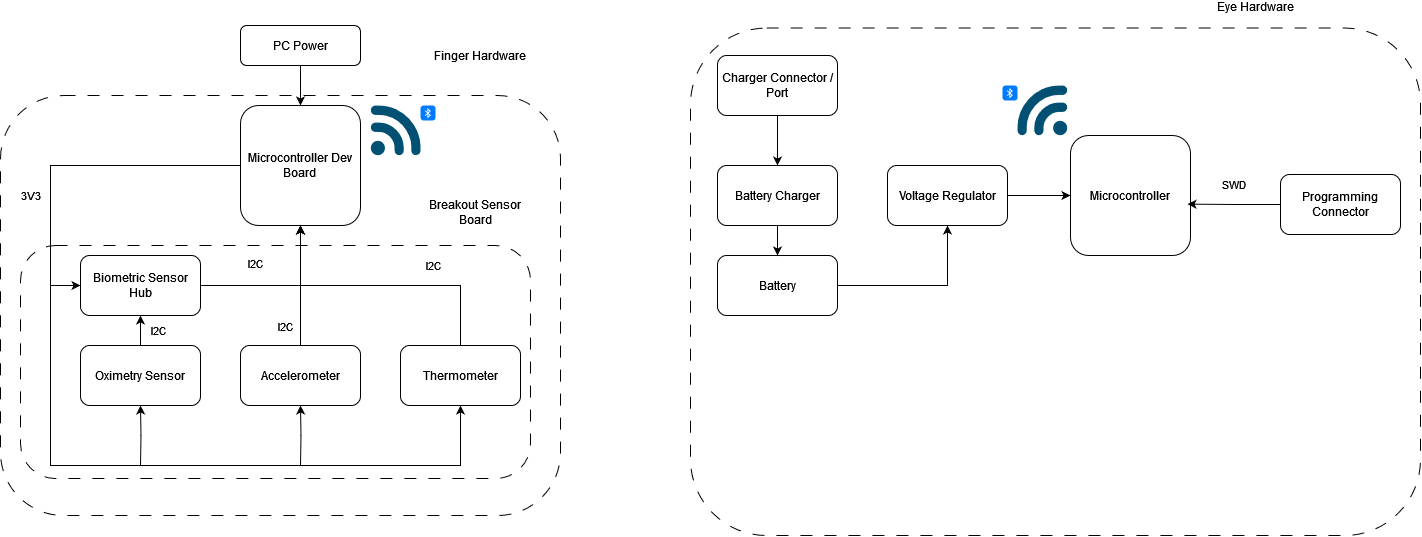 Eye Hardware
PC Power
Finger Hardware
Microcontroller Dev
Board
3V3
Breakout Sensor
Board
Biometric Sensor
Hub
I2C
I2C
I2C
I2C
Oximetry Sensor
Accelerometer
Thermometer
Charger Connector /
Port
Battery Charger
Battery
Voltage Regulator
Microcontroller
SWD
Programming
Connector